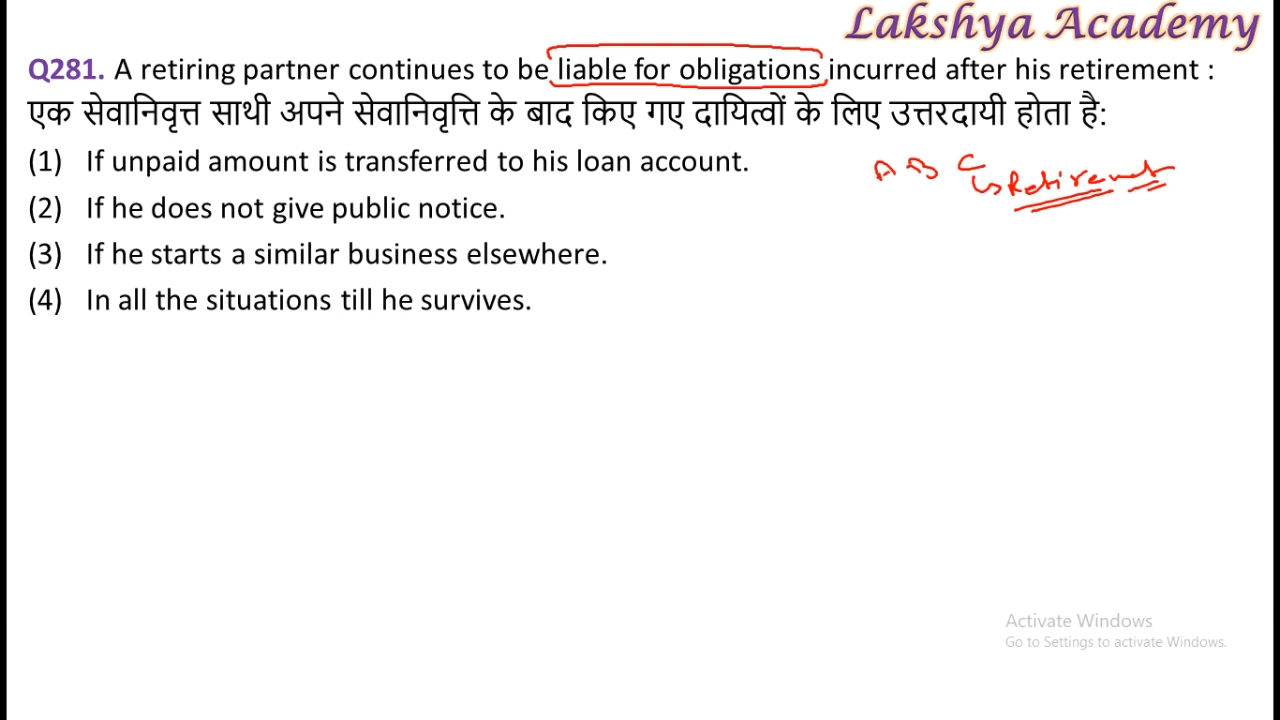 Lakshya Academy
Q281. A retiring partner continues to be liable for obligations incurred after his retirement :
एक सेवानिवृत्त साथी अपने सेवानिवृत्ति के बाद किए गए दायित्वों के लिए उत्तरदायी होता है:
(1) If unpaid amount is transferred to his loan account.
A B C
Retirement
(2) If he does not give public notice.
(3) If he starts a similar business elsewhere.
(4) In all the situations till he survives.
Activate Windows
Go to Settings to activate Windows.